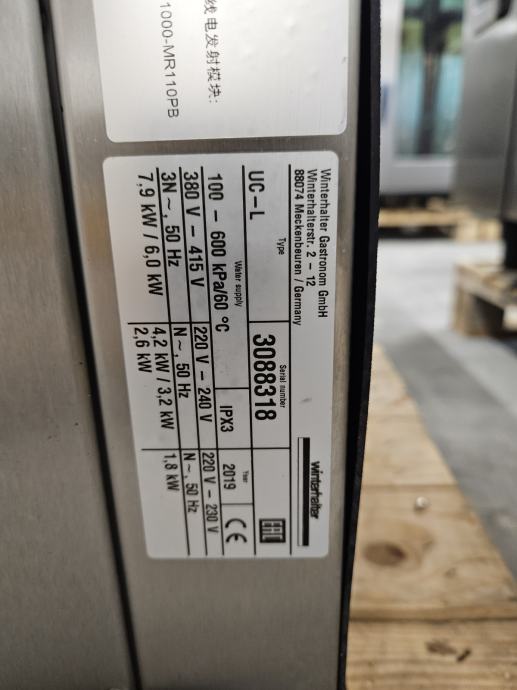 线电发射模块:
1000-MR110PB
Winterhalter Gastronom GmbH
Winterhalterstr. 2 – 12
88074 Meckenbeuren / Germany
winterhalter
Type
Serial number
UC-L
3088318
EAC
Water supply
Year
100 – 600 kPa/60 °C
IPX3
2019
CE
380 V – 415 V
220 V – 240 V
220 V – 230 V
3N ~, 50 Hz
N ~, 50 Hz
N ~, 50 Hz
7,9 kW / 6,0 kW
4,2 kW / 3,2 kW
1,8 kW
2,6 kW